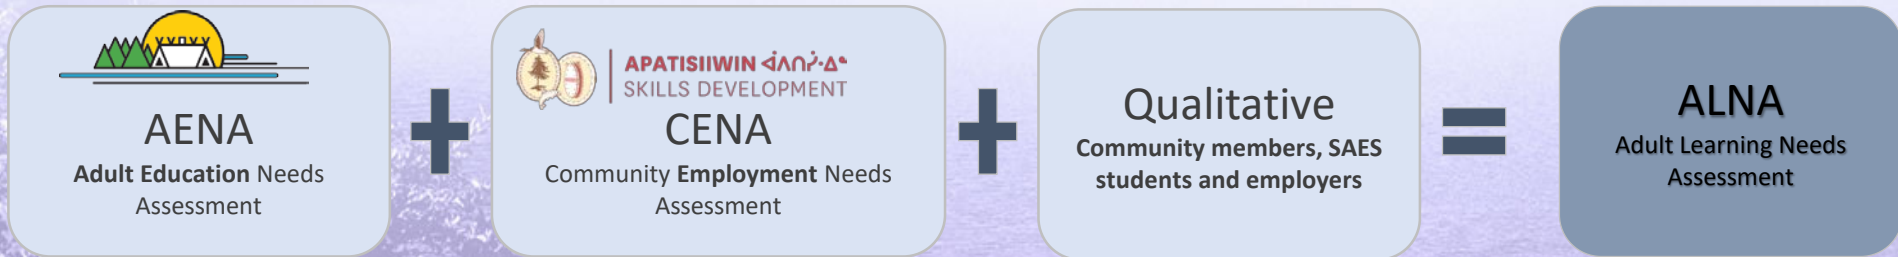 AENA
Adult Education Needs
Assessment
+
APATISIIWIN ᐋᐱᑎᓰᐧᐃᓐ
SKILLS DEVELOPMENT
CENA
Community Employment Needs
Assessment
+
Qualitative
Community members, SAES
students and employers
=
ALNA
Adult Learning Needs
Assessment